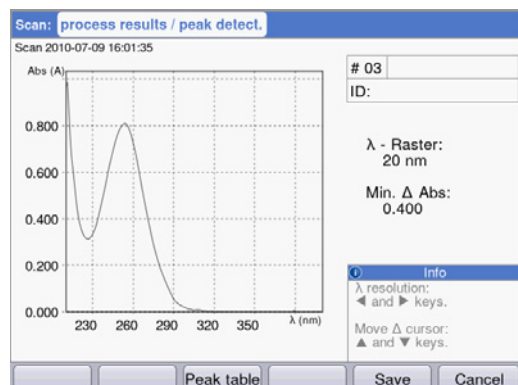 Scan: process results / peak detect.
Scan 2010-07-09 16:01:35
Abs (A)
0.800
0.600
0.400
0.200
0.000
230 260 290 320 350 λ (nm)
# 03
ID:
λ - Raster:
20 nm
Min. Δ Abs:
0.400
Info
λ resolution:
◄ and ► keys.
Move Δ cursor:
▲ and ▼ keys.
Peak table Save Cancel